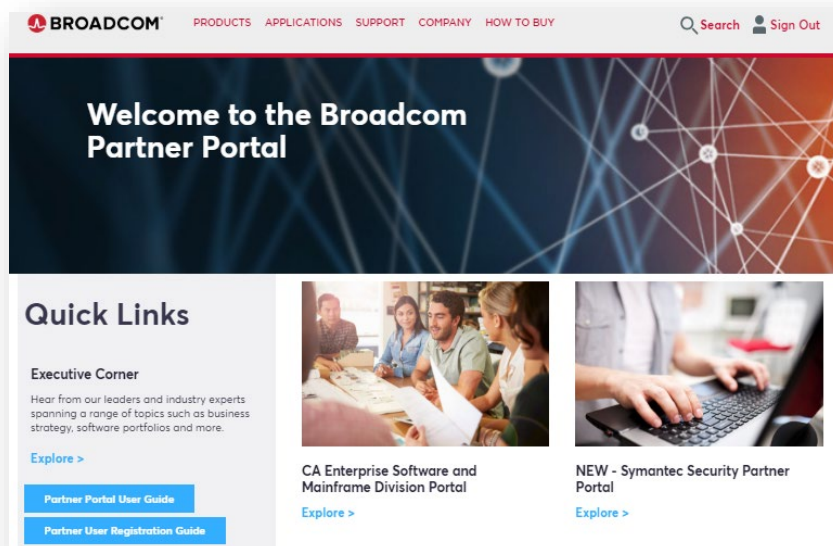 BROADCOM
PRODUCTS APPLICATIONS SUPPORT COMPANY HOW TO BUY
Search Sign Out
Welcome to the Broadcom
Partner Portal
Quick Links
Executive Corner
Hear from our leaders and industry experts
spanning a range of topics such as business
strategy, software portfolios and more.
Explore >
Partner Portal User Guide
Partner User Registration Guide
CA Enterprise Software and
Mainframe Division Portal
Explore >
NEW - Symantec Security Partner
Portal
Explore >